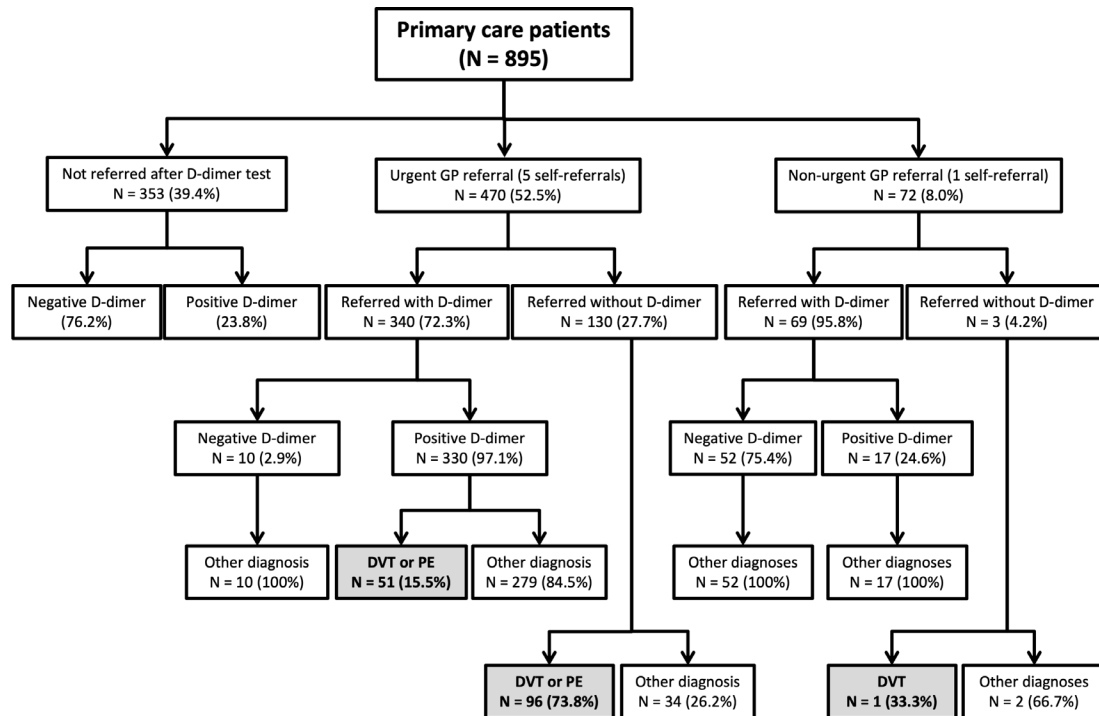 Primary care patients
(N = 895)
Not referred after D-dimer test
N = 353 (39.4%)
Urgent GP referral (5 self-referrals)
N = 470 (52.5%)
Non-urgent GP referral (1 self-referral)
N = 72 (8.0%)
Negative D-dimer
(76.2%)
Positive D-dimer
(23.8%)
Referred with D-dimer
N = 340 (72.3%)
Referred without D-dimer
N = 130 (27.7%)
Referred with D-dimer
N = 69 (95.8%)
Referred without D-dimer
N = 3 (4.2%)
Negative D-dimer
N = 10 (2.9%)
Positive D-dimer
N = 330 (97.1%)
Negative D-dimer
N = 52 (75.4%)
Positive D-dimer
N = 17 (24.6%)
Other diagnosis
N = 10 (100%)
DVT or PE
N = 51 (15.5%)
Other diagnosis
N = 279 (84.5%)
Other diagnoses
N = 52 (100%)
Other diagnoses
N = 17 (100%)
DVT or PE
N = 96 (73.8%)
Other diagnosis
N = 34 (26.2%)
DVT
N = 1 (33.3%)
Other diagnoses
N = 2 (66.7%)